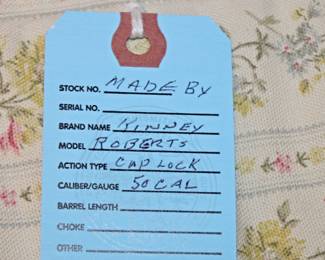 STOCK NO. MADE BY
SERIAL NO.
BRAND NAME KINNEY
MODEL ROBERTS
ACTION TYPE CAP LOCK
CALIBER/GAUGE 50 CAL
BARREL LENGTH
CHOKE
OTHER